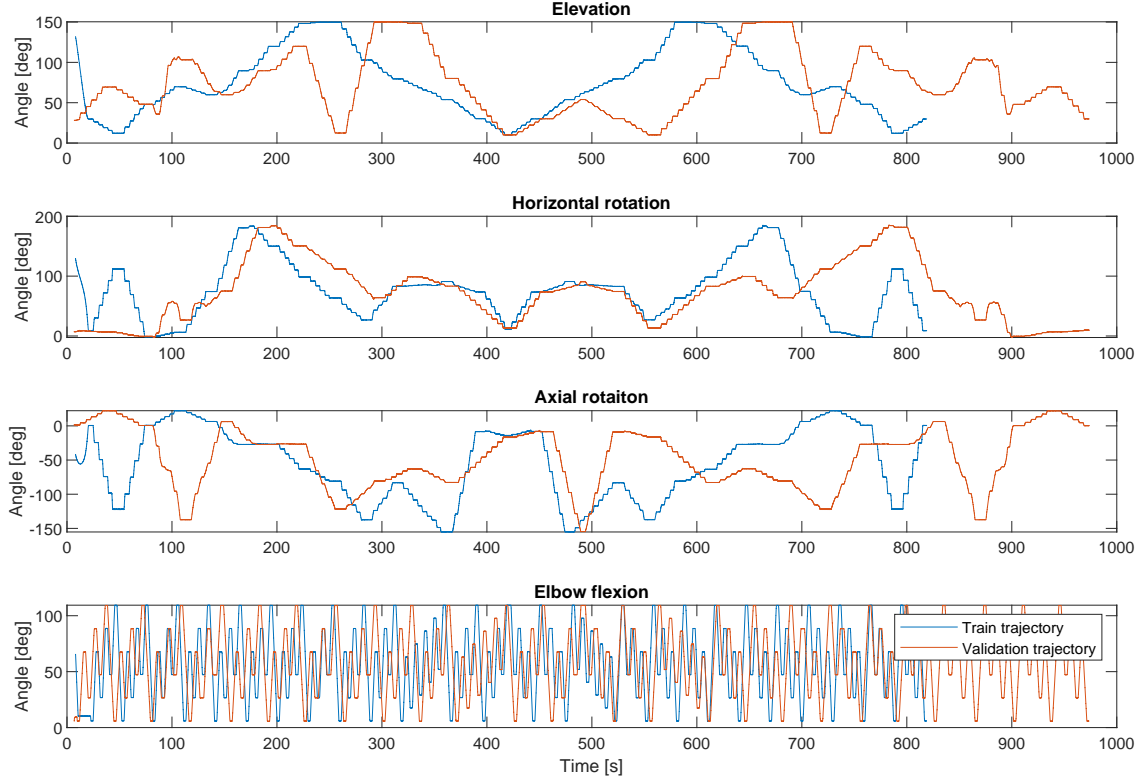 Elevation
150
100
50
0
Angle [deg]
0 100 200 300 400 500 600 700 800 900 1000
Horizontal rotation
200
100
0
Angle [deg]
0 100 200 300 400 500 600 700 800 900 1000
Axial rotaiton
0
-50
-100
-150
Angle [deg]
0 100 200 300 400 500 600 700 800 900 1000
Elbow flexion
100
50
0
Angle [deg]
Train trajectory
Validation trajectory
0 100 200 300 400 500 600 700 800 900 1000
Time [s]